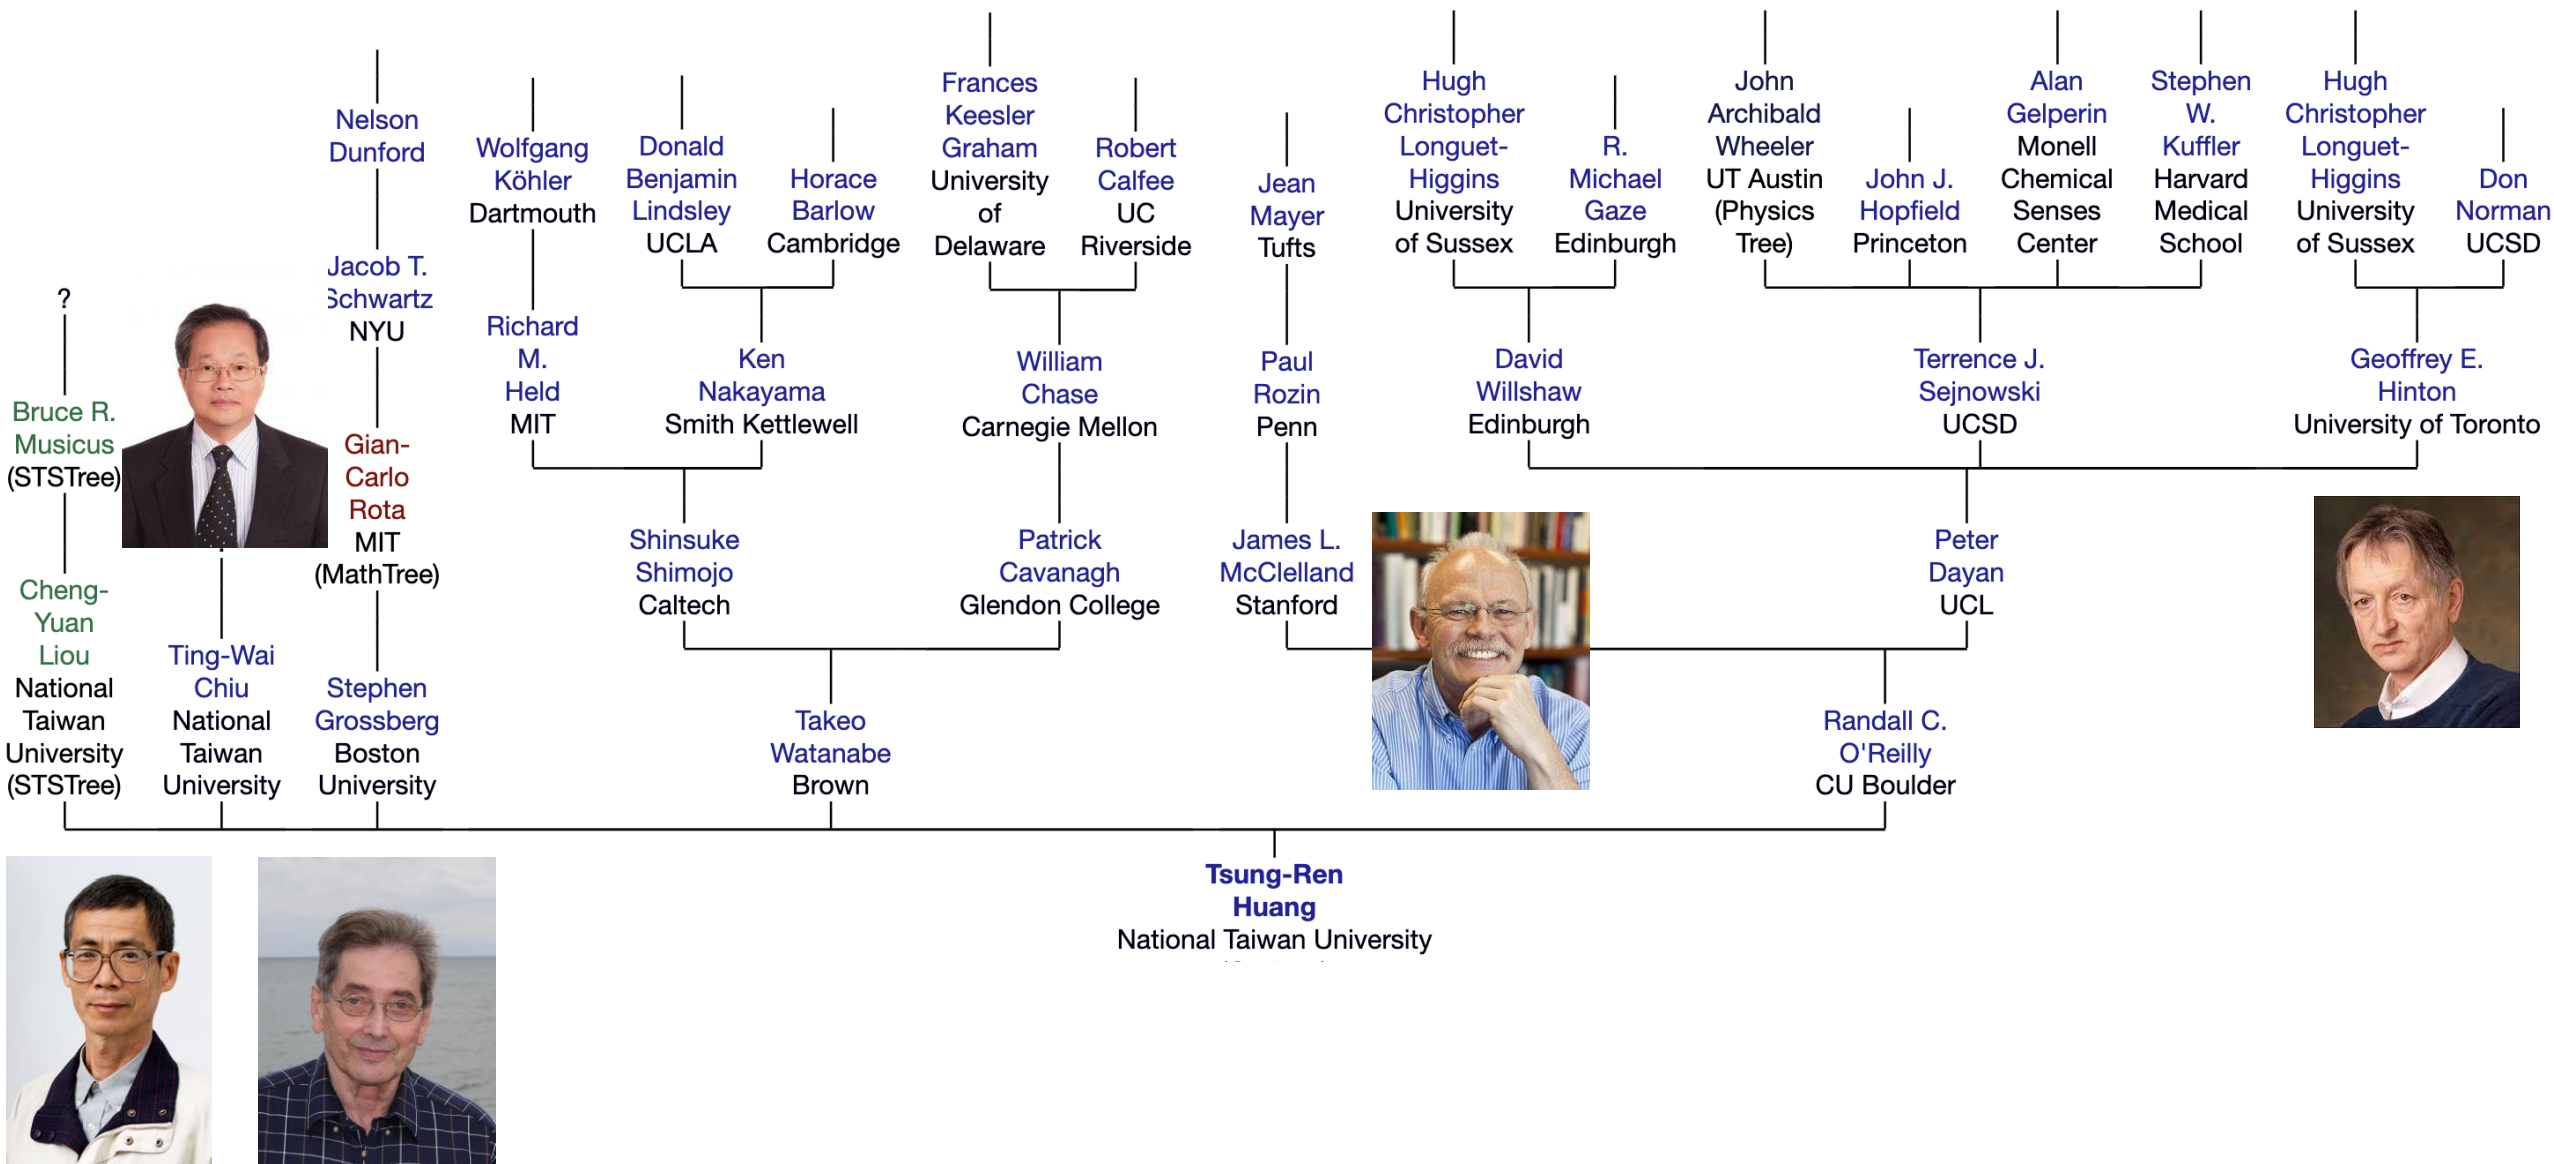 Nelson
Dunford
Jacob T.
Schwartz
NYU
Gian-
Carlo
Rota
MIT
(MathTree)
Stephen
Grossberg
Boston
University
?
Bruce R.
Musicus
(STSTree)
Cheng-
Yuan
Liou
National
Taiwan
University
(STSTree)
Ting-Wai
Chiu
National
Taiwan
University
Wolfgang
Köhler
Dartmouth
Richard
M.
Held
MIT
Donald
Benjamin
Lindsley
UCLA
Horace
Barlow
Cambridge
Ken
Nakayama
Smith Kettlewell
Shinsuke
Shimojo
Caltech
Frances
Keesler
Graham
University
of
Delaware
Robert
Calfee
UC
Riverside
William
Chase
Carnegie Mellon
Patrick
Cavanagh
Glendon College
Takeo
Watanabe
Brown
Jean
Mayer
Tufts
Paul
Rozin
Penn
James L.
McClelland
Stanford
Hugh
Christopher
Longuet-
Higgins
University
of Sussex
R.
Michael
Gaze
Edinburgh
David
Willshaw
Edinburgh
John
Archibald
Wheeler
UT Austin
(Physics
Tree)
John J.
Hopfield
Princeton
Alan
Gelperin
Monell
Chemical
Senses
Center
Stephen
W.
Kuffler
Harvard
Medical
School
Terrence J.
Sejnowski
UCSD
Hugh
Christopher
Longuet-
Higgins
University
of Sussex
Don
Norman
UCSD
Geoffrey E.
Hinton
University of Toronto
Peter
Dayan
UCL
Randall C.
O'Reilly
CU Boulder
Tsung-Ren
Huang
National Taiwan University